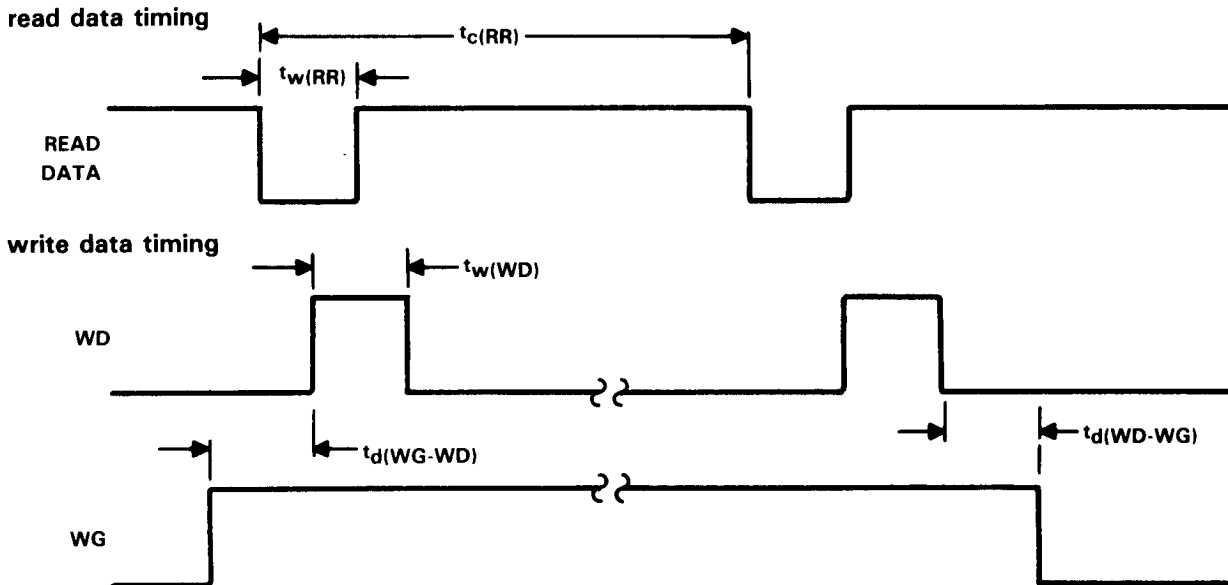 read data timing
tc(RR)
tw(RR)
READ
DATA
write data timing
tw(WD)
WD
td(WG-WD)
td(WD-WG)
WG